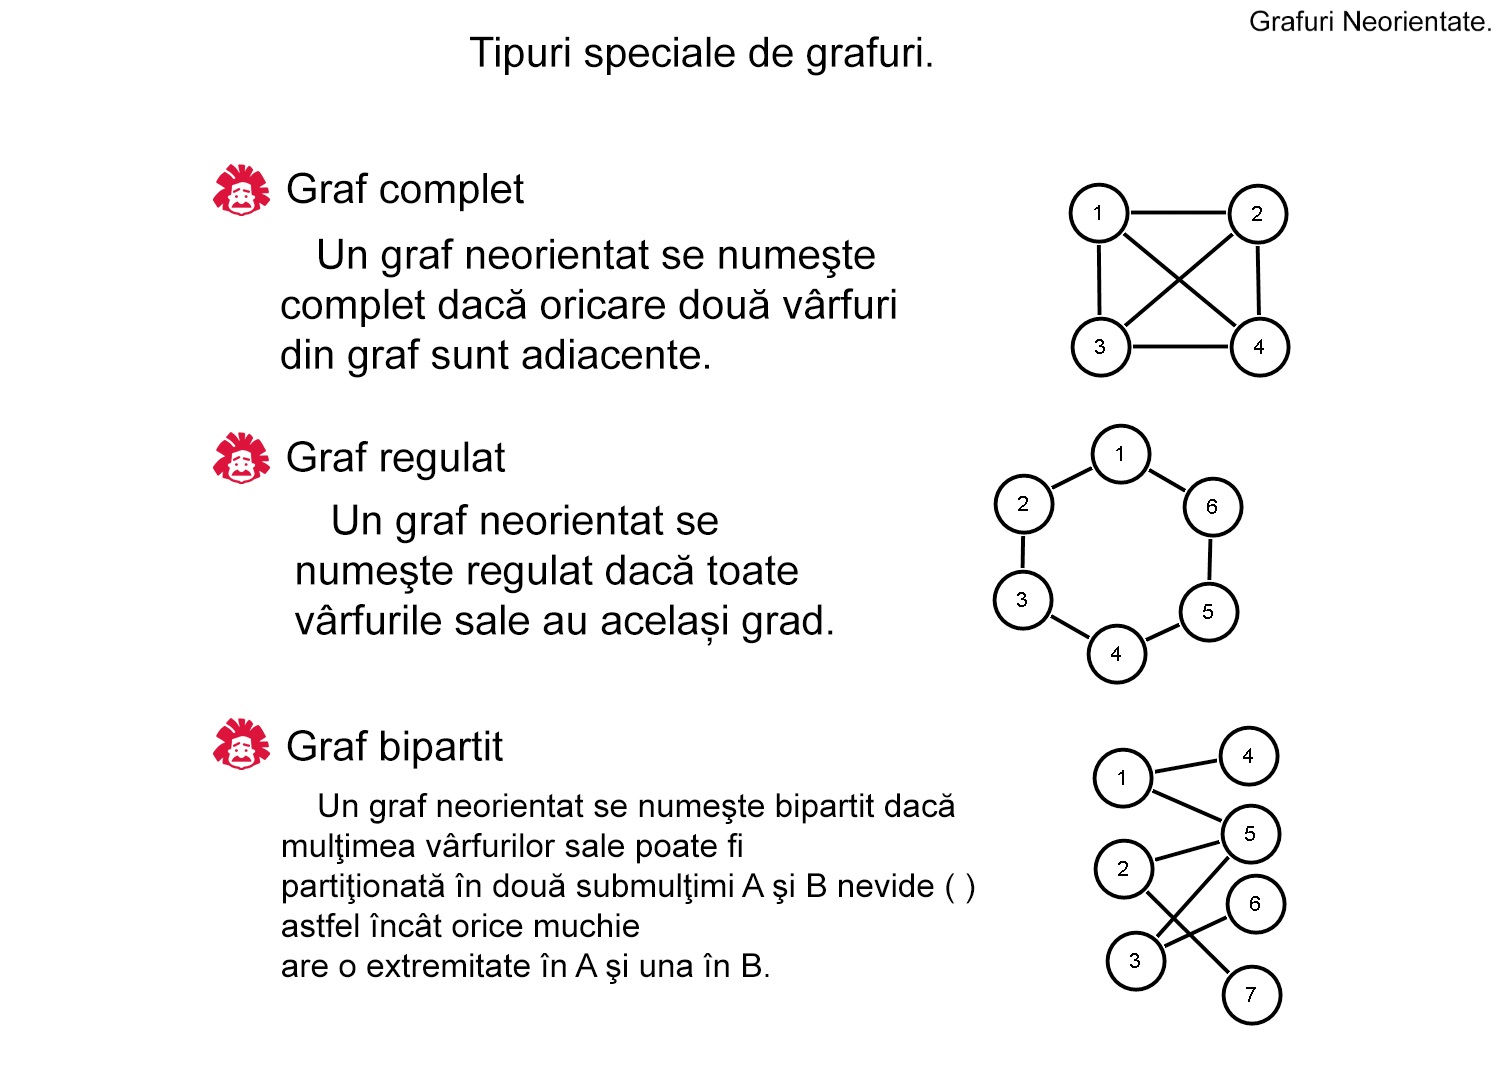 Grafuri Neorientate.
Tipuri speciale de grafuri.
Graf complet
Un graf neorientat se numeşte
complet dacă oricare două vârfuri
din graf sunt adiacente.
1
2
3
4
Graf regulat
Un graf neorientat se
numeşte regulat dacă toate
vârfurile sale au același grad.
1
2
6
3
5
4
Graf bipartit
Un graf neorientat se numeşte bipartit dacă
mulţimea vârfurilor sale poate fi
partiţionată în două submulţimi A şi B nevide ( )
astfel încât orice muchie
are o extremitate în A şi una în B.
4
1
5
2
6
3
7